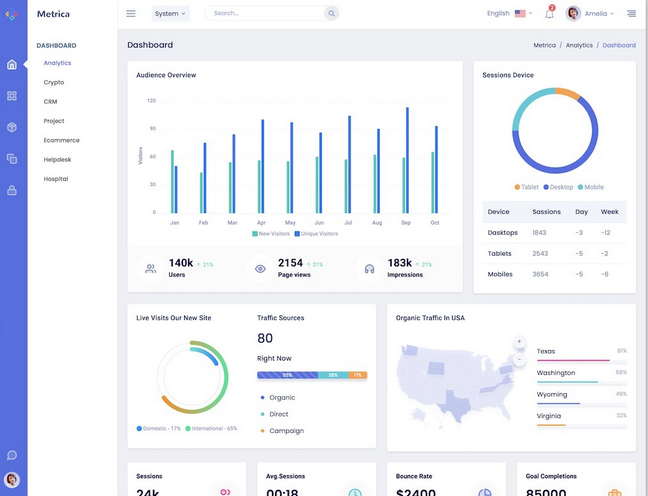 Metrica
System
Search...
English
2
Amelia
DASHBOARD
Analytics
Crypto
CRM
Project
Ecommerce
Helpdesk
Hospital
Dashboard
Metrica / Analytics / Dashboard
Audience Overview
Visitors
120
90
60
30
0
Jan Feb Mar Apr May Jun Jul Aug Sep Oct
New Visitors Unique Visitors
140k ↑ 21%
Users
2154 ↑ 21%
Page views
183k ↑ 21%
Impressions
Sessions Device
Tablet Desktop Mobile
Device Sassions Day Week
Dasktops 1843 -3 -12
Tablets 2543 -5 -2
Mobiles 3654 -5 -6
Live Visits Our New Site
Domestic - 17% International - 65%
Traffic Sources
80
Right Now
Organic
Direct
Campaign
Organic Traffic In USA
+
-
Texas 81%
Washington 68%
Wyoming 48%
Virginia 32%
Sessions
24k
Avg.Sessions
00:18
Bounce Rate
$2400
Goal Completions
85000